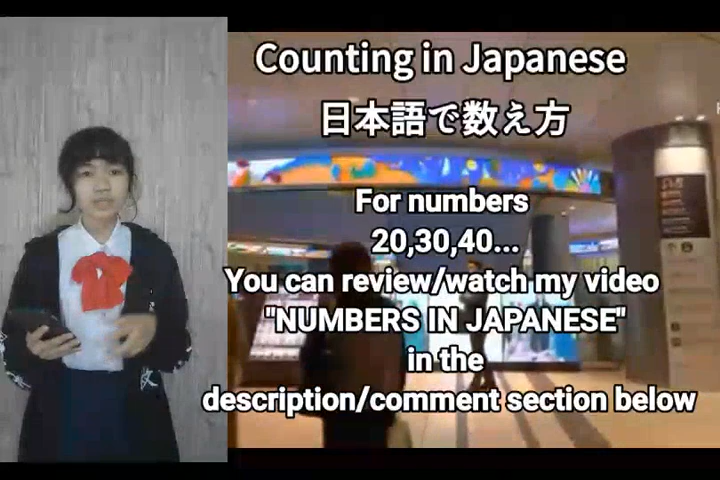 Counting in Japanese
日本語で数え方
For numbers
20,30,40...
You can review/watch my video
"NUMBERS IN JAPANESE"
in the
description/comment section below